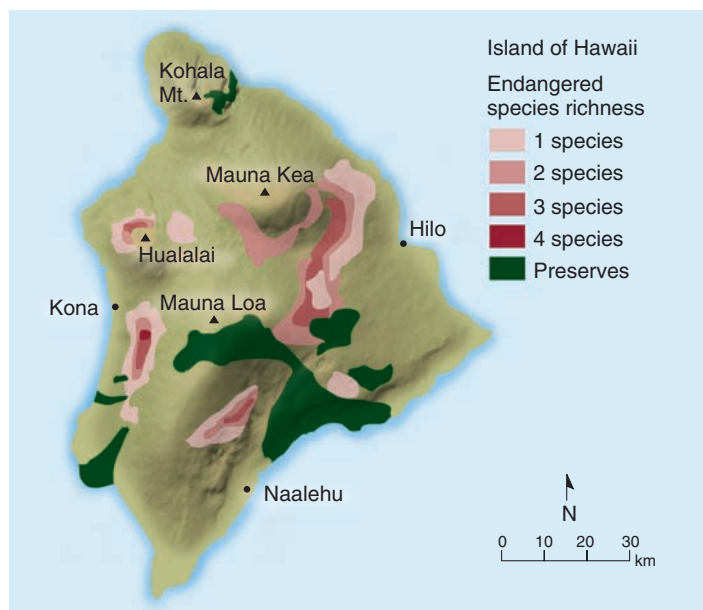 Island of Hawaii
Endangered
species richness
1 species
2 species
3 species
4 species
Preserves
Kohala
Mt.
Mauna Kea
Hilo
Hualalai
Kona
Mauna Loa
Naalehu
N
0 10 20 30
km